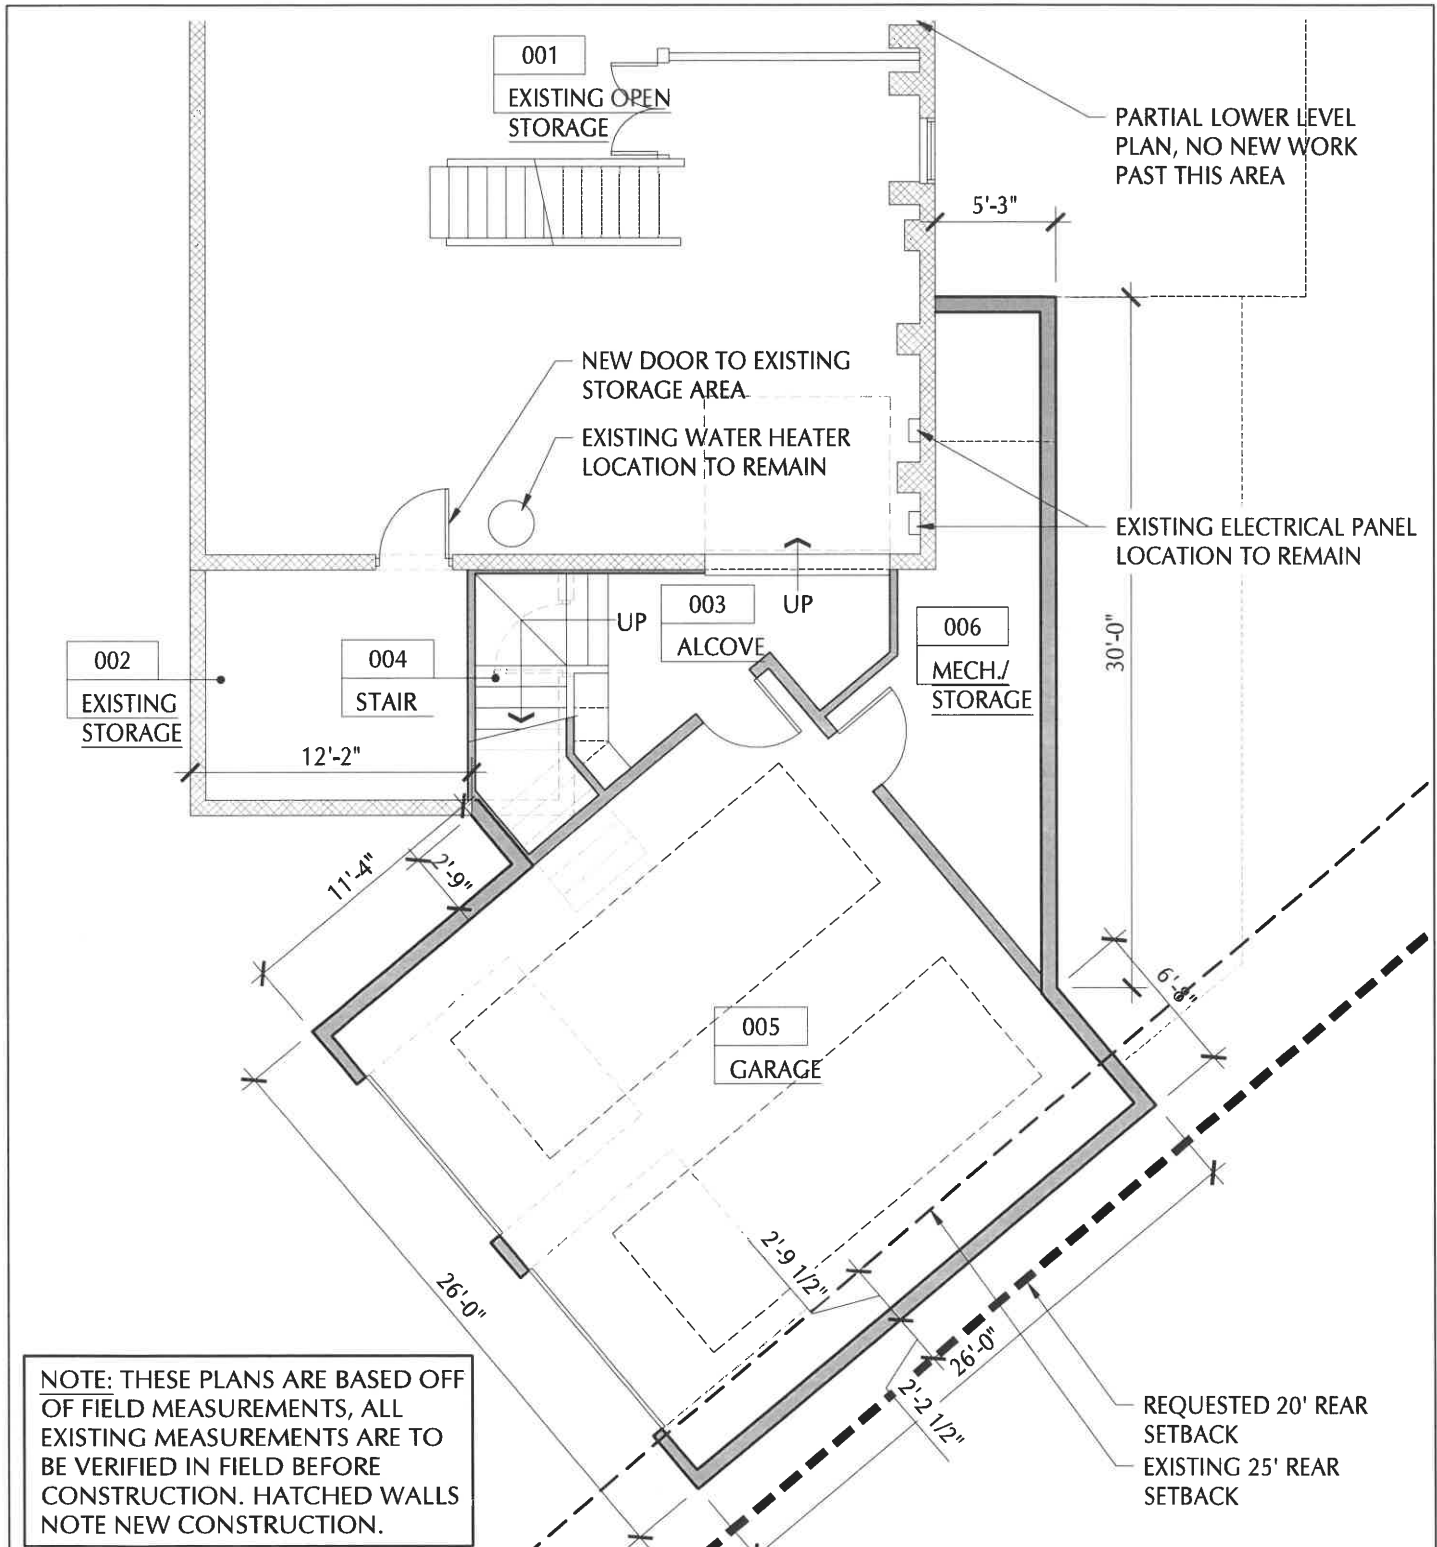 001
EXISTING OPEN
STORAGE
PARTIAL LOWER LEVEL
PLAN, NO NEW WORK
PAST THIS AREA
5'-3"
NEW DOOR TO EXISTING
STORAGE AREA
EXISTING WATER HEATER
LOCATION TO REMAIN
EXISTING ELECTRICAL PANEL
LOCATION TO REMAIN
UP
003
ALCOVE
UP
006
MECH./
STORAGE
30'-0"
002
EXISTING
STORAGE
004
STAIR
12'-2"
11'-4"
2'-9"
6'-8"
005
GARAGE
2'-9 1/2"
26'-0"
26'-0"
2'-2 1/2"
REQUESTED 20' REAR
SETBACK
EXISTING 25' REAR
SETBACK
NOTE: THESE PLANS ARE BASED OFF
OF FIELD MEASUREMENTS, ALL
EXISTING MEASUREMENTS ARE TO
BE VERIFIED IN FIELD BEFORE
CONSTRUCTION. HATCHED WALLS
NOTE NEW CONSTRUCTION.